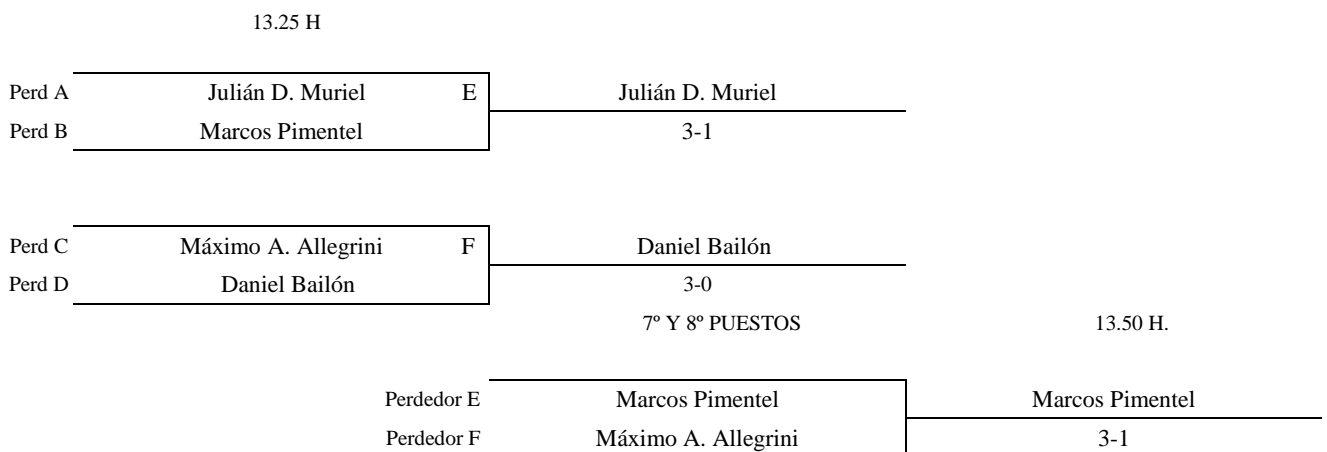 13.25 H
Perd A Julián D. Muriel E Julián D. Muriel
Perd B Marcos Pimentel 3-1
Perd C Máximo A. Allegrini F Daniel Bailón
Perd D Daniel Bailón 3-0
7º Y 8º PUESTOS 13.50 H.
Perdedor E Marcos Pimentel Marcos Pimentel
Perdedor F Máximo A. Allegrini 3-1